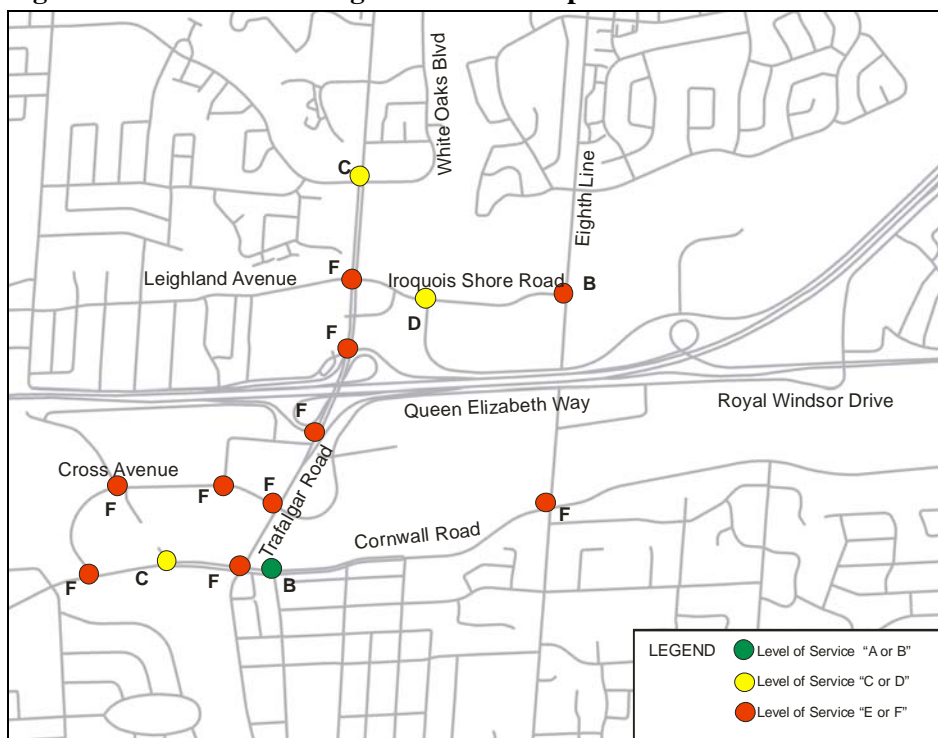 White Oaks Blvd
C
Eighth Line
Leighland Avenue
F
Iroquois Shore Road
B
D
F
Queen Elizabeth Way
Royal Windsor Drive
F
Cross Avenue
F
F
F
Trafalgar Road
Cornwall Road
F
F
C
F
B
LEGEND
Level of Service "A or B"
Level of Service "C or D"
Level of Service "E or F"